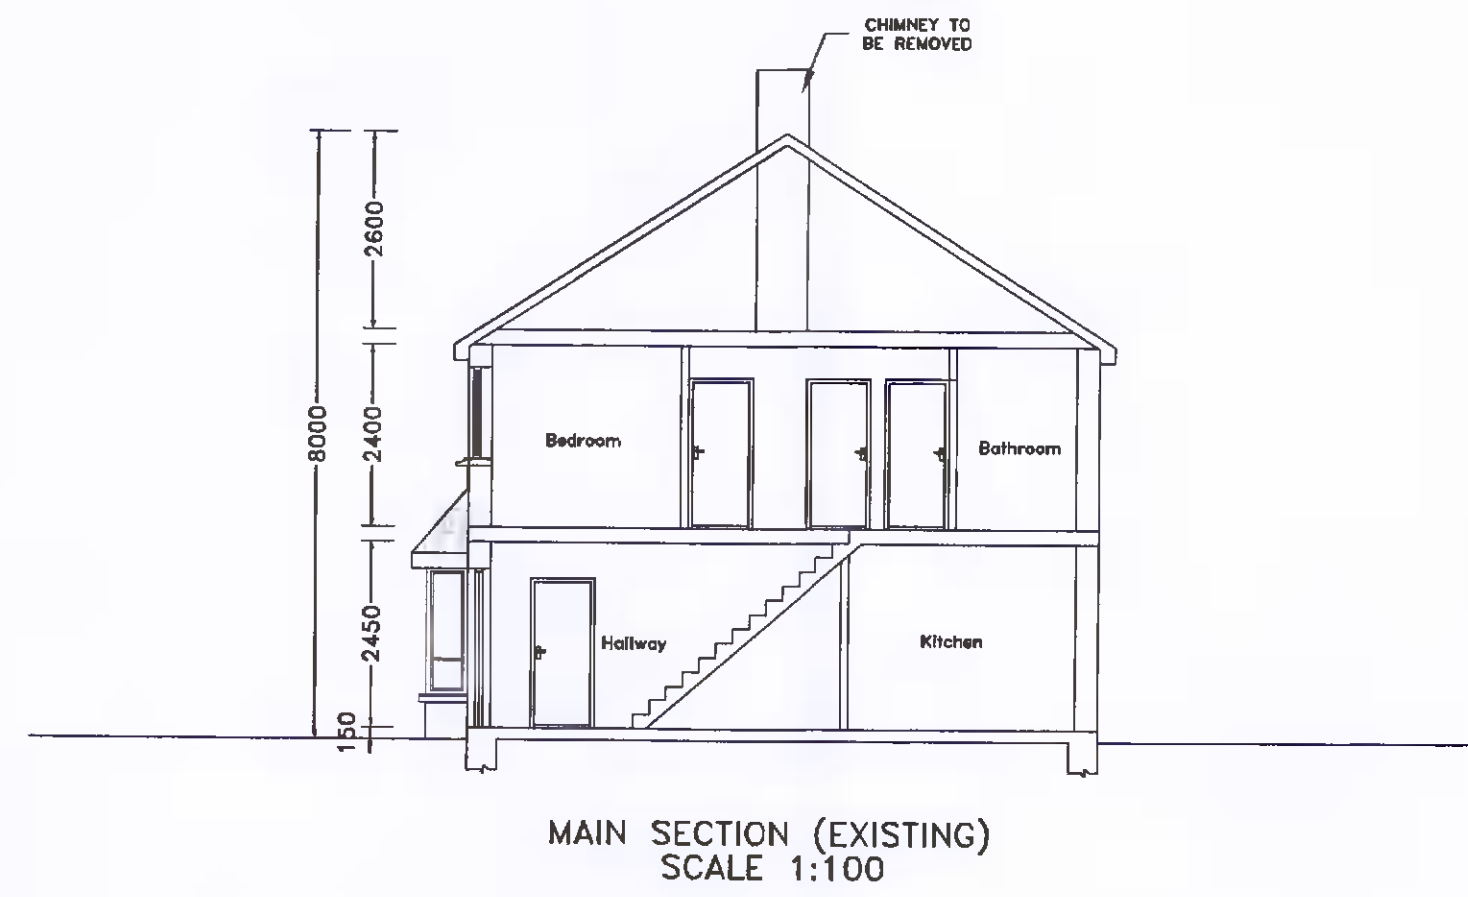 CHIMNEY TO
BE REMOVED
2600
8000
2400
Bedroom
Bathroom
2450
Hallway
Kitchen
150
MAIN SECTION (EXISTING)
SCALE 1:100